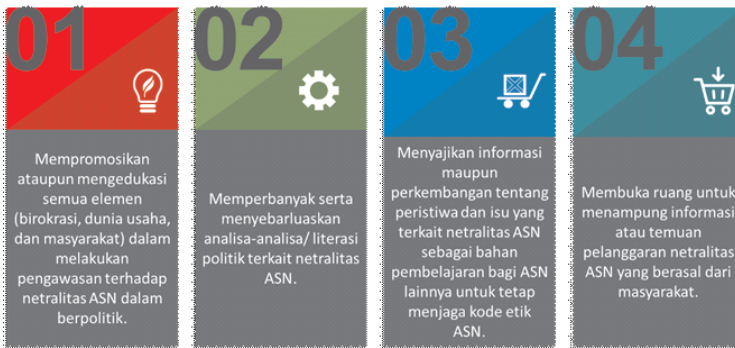 01
Mempromosikan
ataupun mengedukasi
semua elemen
(birokrasi, dunia usaha,
dan masyarakat) dalam
melakukan
pengawasan terhadap
netralitas ASN dalam
berpolitik.
02
Memperbanyak serta
menyebarluaskan
analisa-analisa/ literasi
politik terkait netralitas
ASN.
03
Menyajikan informasi
maupun
perkembangan tentang
peristiwa dan isu yang
terkait netralitas ASN
sebagai bahan
pembelajaran bagi ASN
lainnya untuk tetap
menjaga kode etik
ASN.
04
Membuka ruang untuk
menampung informasi
atau temuan
pelanggaran netralitas
ASN yang berasal dari
masyarakat.